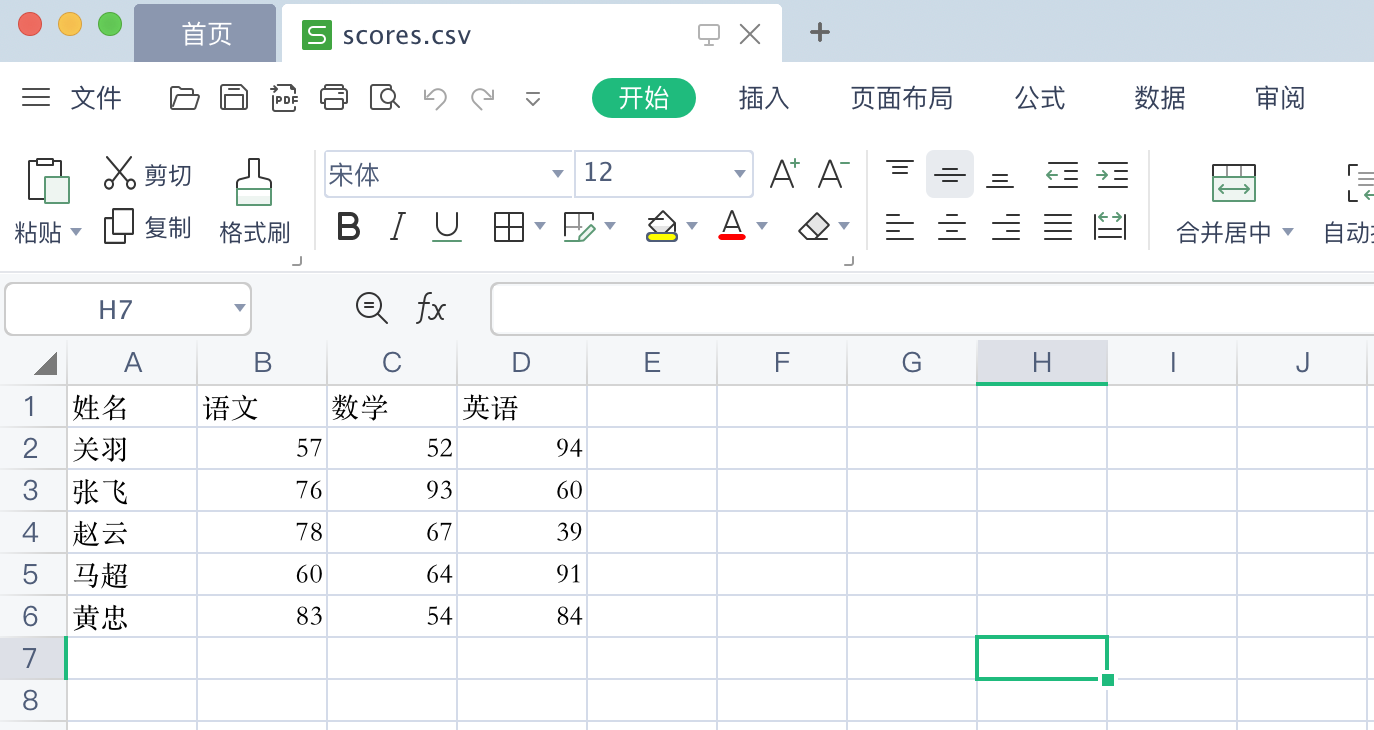 首页 scores.csv
文件 PDF 开始 插入 页面布局 公式 数据 审阅
剪切 宋体 12 A+ A-
粘贴 复制 格式刷 B I U A 合并居中
H7 fx
A B C D E F G H I J
1 姓名 语文 数学 英语
2 关羽 57 52 94
3 张飞 76 93 60
4 赵云 78 67 39
5 马超 60 64 91
6 黄忠 83 54 84
7
8